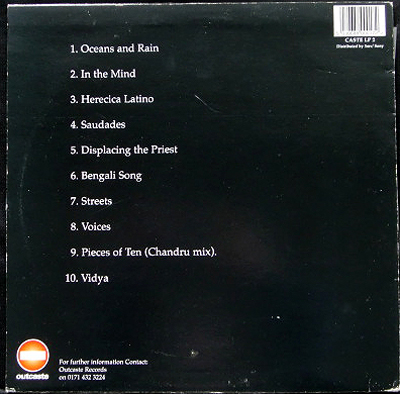 CASTE LP 2
Distributed by Sony
1. Oceans and Rain
2. In the Mind
3. Herecica Latino
4. Saudades
5. Displacing the Priest
6. Bengali Song
7. Streets
8. Voices
9. Pieces of Ten (Chandru mix).
10. Vidya
outcaste
For further information Contact:
Outcaste Records
on 0171 432 3224